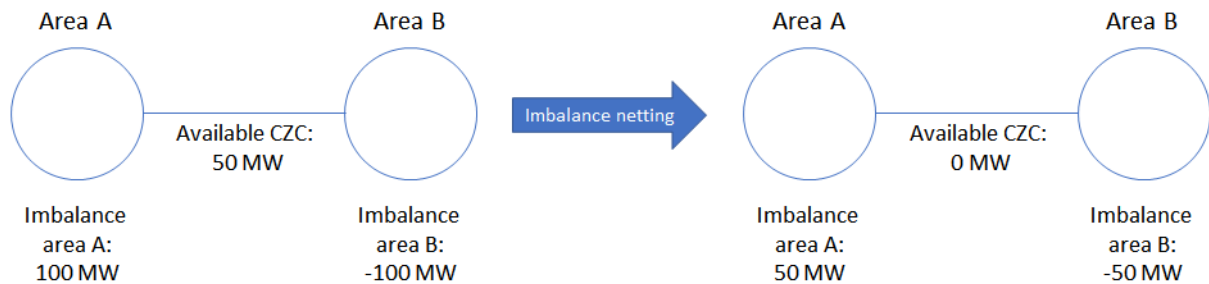 Area A
Area B
Available CZC:
50 MW
Imbalance
area A:
100 MW
Imbalance
area B:
-100 MW
Imbalance netting
Area A
Area B
Available CZC:
0 MW
Imbalance
area A:
50 MW
Imbalance
area B:
-50 MW